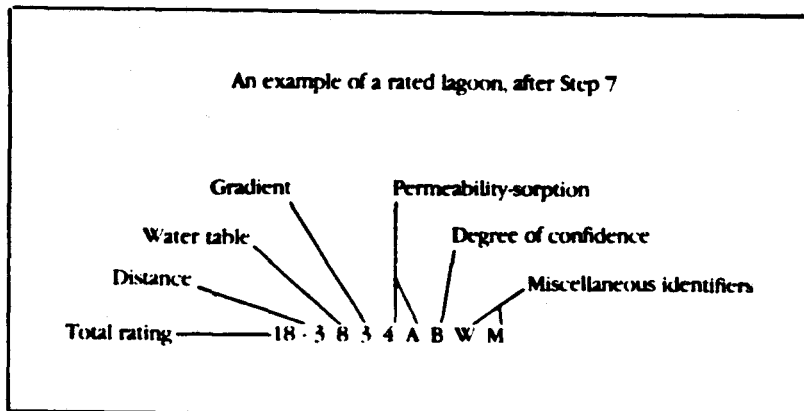 An example of a rated lagoon, after Step 7
Gradient Permeability-sorption
Water table Degree of confidence
Distance Miscellaneous identifiers
Total rating 18 - 3 8 3 4 A B W M